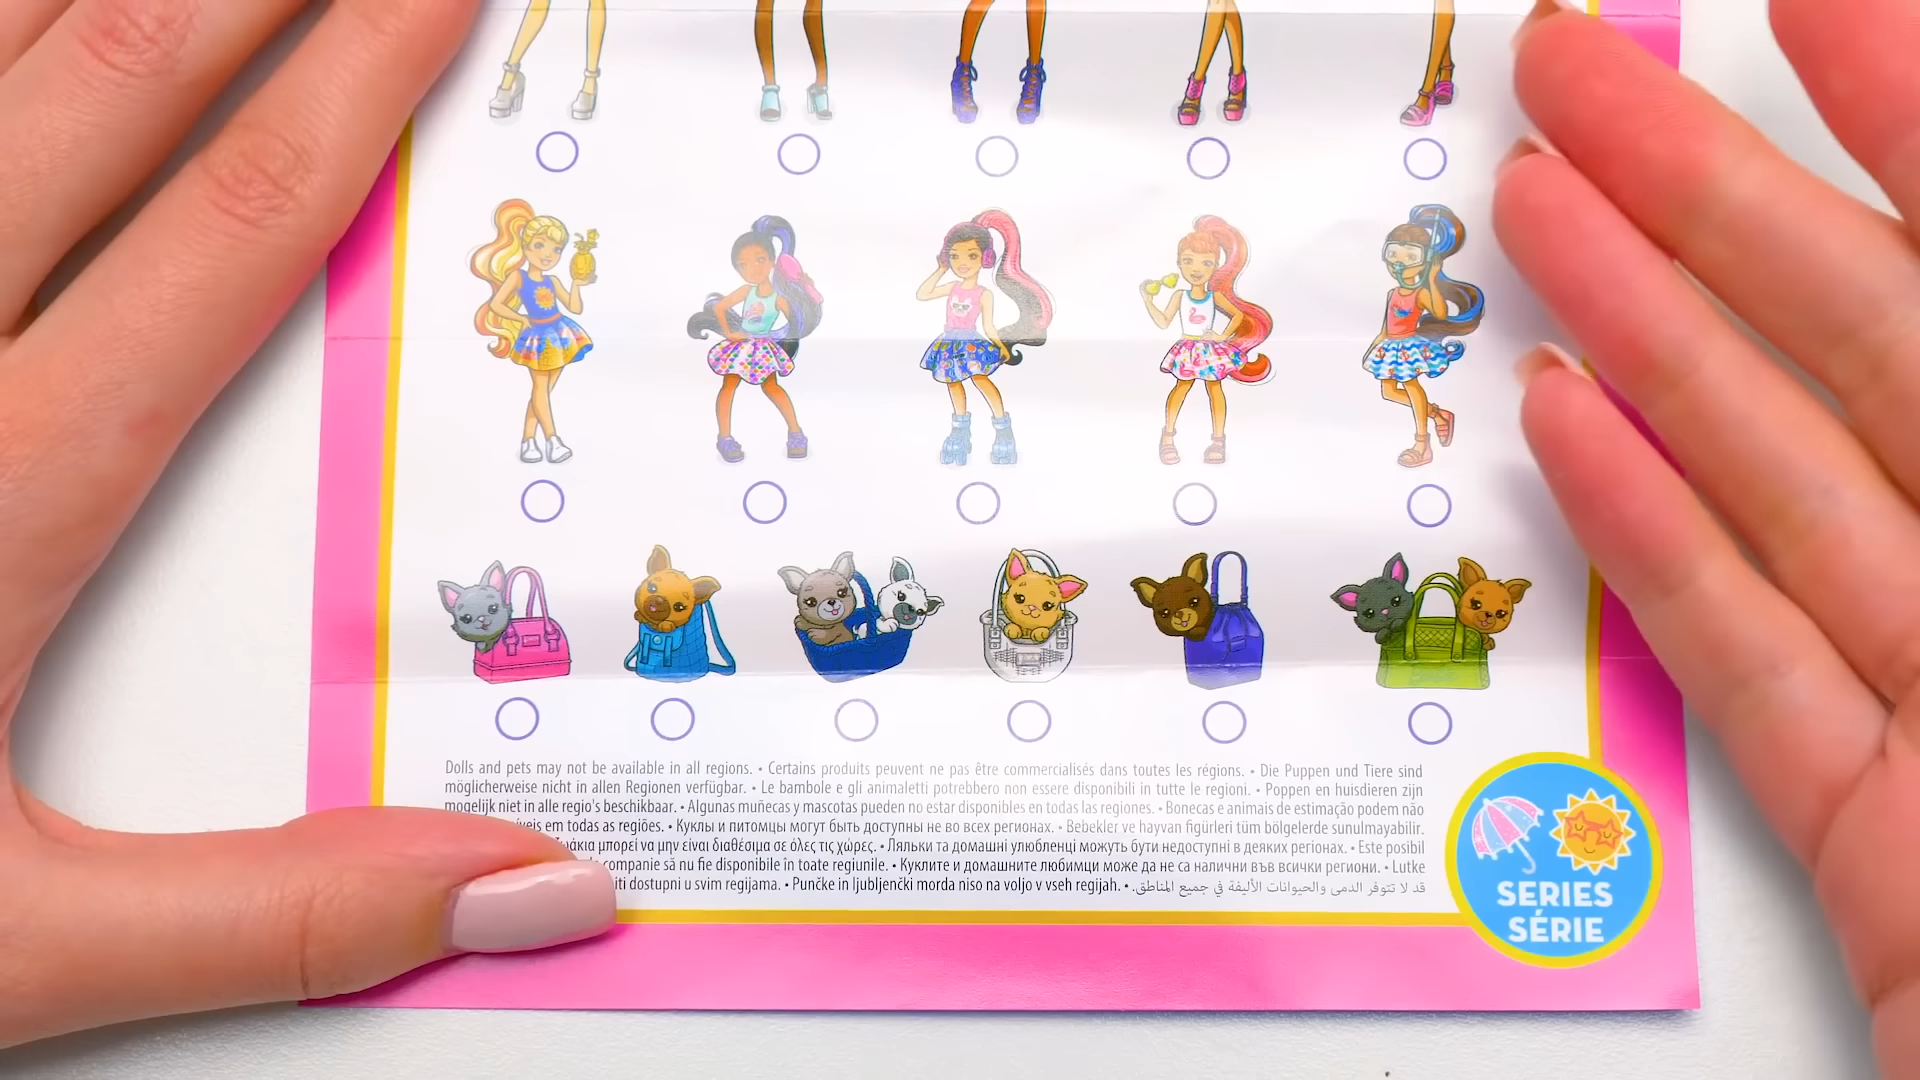 Dolls and pets may not be available in all regions. • Certains produits peuvent ne pas être commercialisés dans toutes les régions. • Die Puppen und Tiere sind
möglicherweise nicht in allen Regionen verfügbar. • Le bambole e gli animaletti potrebbero non essere disponibili in tutte le regioni. • Poppen en huisdieren zijn
mogelijk niet in alle regio's beschikbaar. • Algunas muñecas y mascotas pueden no estar disponibles en todas las regiones. • Bonecas e animais de estimação podem não
em todas as regiões. • Куклы и питомцы могут быть доступны не во всех регионах. • Bebekler ve hayvan figürleri tüm bölgelerde sunulmayabilir.
μπορεί να μην είναι διαθέσιμα σε όλες τις χώρες. • Ляльки та домашні улюбленці можуть бути недоступні в деяких регіонах. • Este posibil
companie să nu fie disponibile în toate regiunile. • Куклите и домашните любимци може да не са налични във всички региони. • Lutke
dostupni u svim regijama. • Punčke in ljubljenčki morda niso na voljo v vseh regijah. • قد لا تتوفر الدمى والحيوانات الأليفة في جميع المناطق.
SERIES
SÉRIE